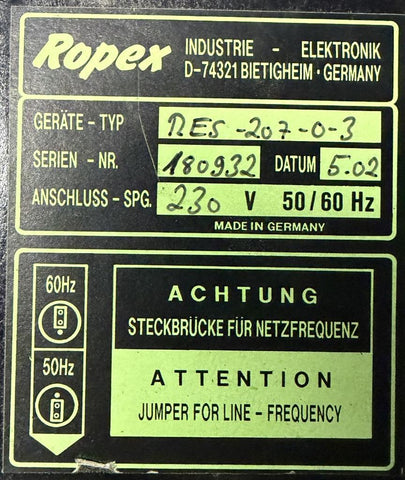 Ropex
INDUSTRIE - ELEKTRONIK
D-74321 BIETIGHEIM · GERMANY
GERÄTE - TYP RES-207-0-3
SERIEN - NR. 180932 DATUM 5.02
ANSCHLUSS - SPG. 230 V 50/60 Hz
MADE IN GERMANY
60Hz
50Hz
ACHTUNG
STECKBRÜCKE FÜR NETZFREQUENZ
ATTENTION
JUMPER FOR LINE - FREQUENCY